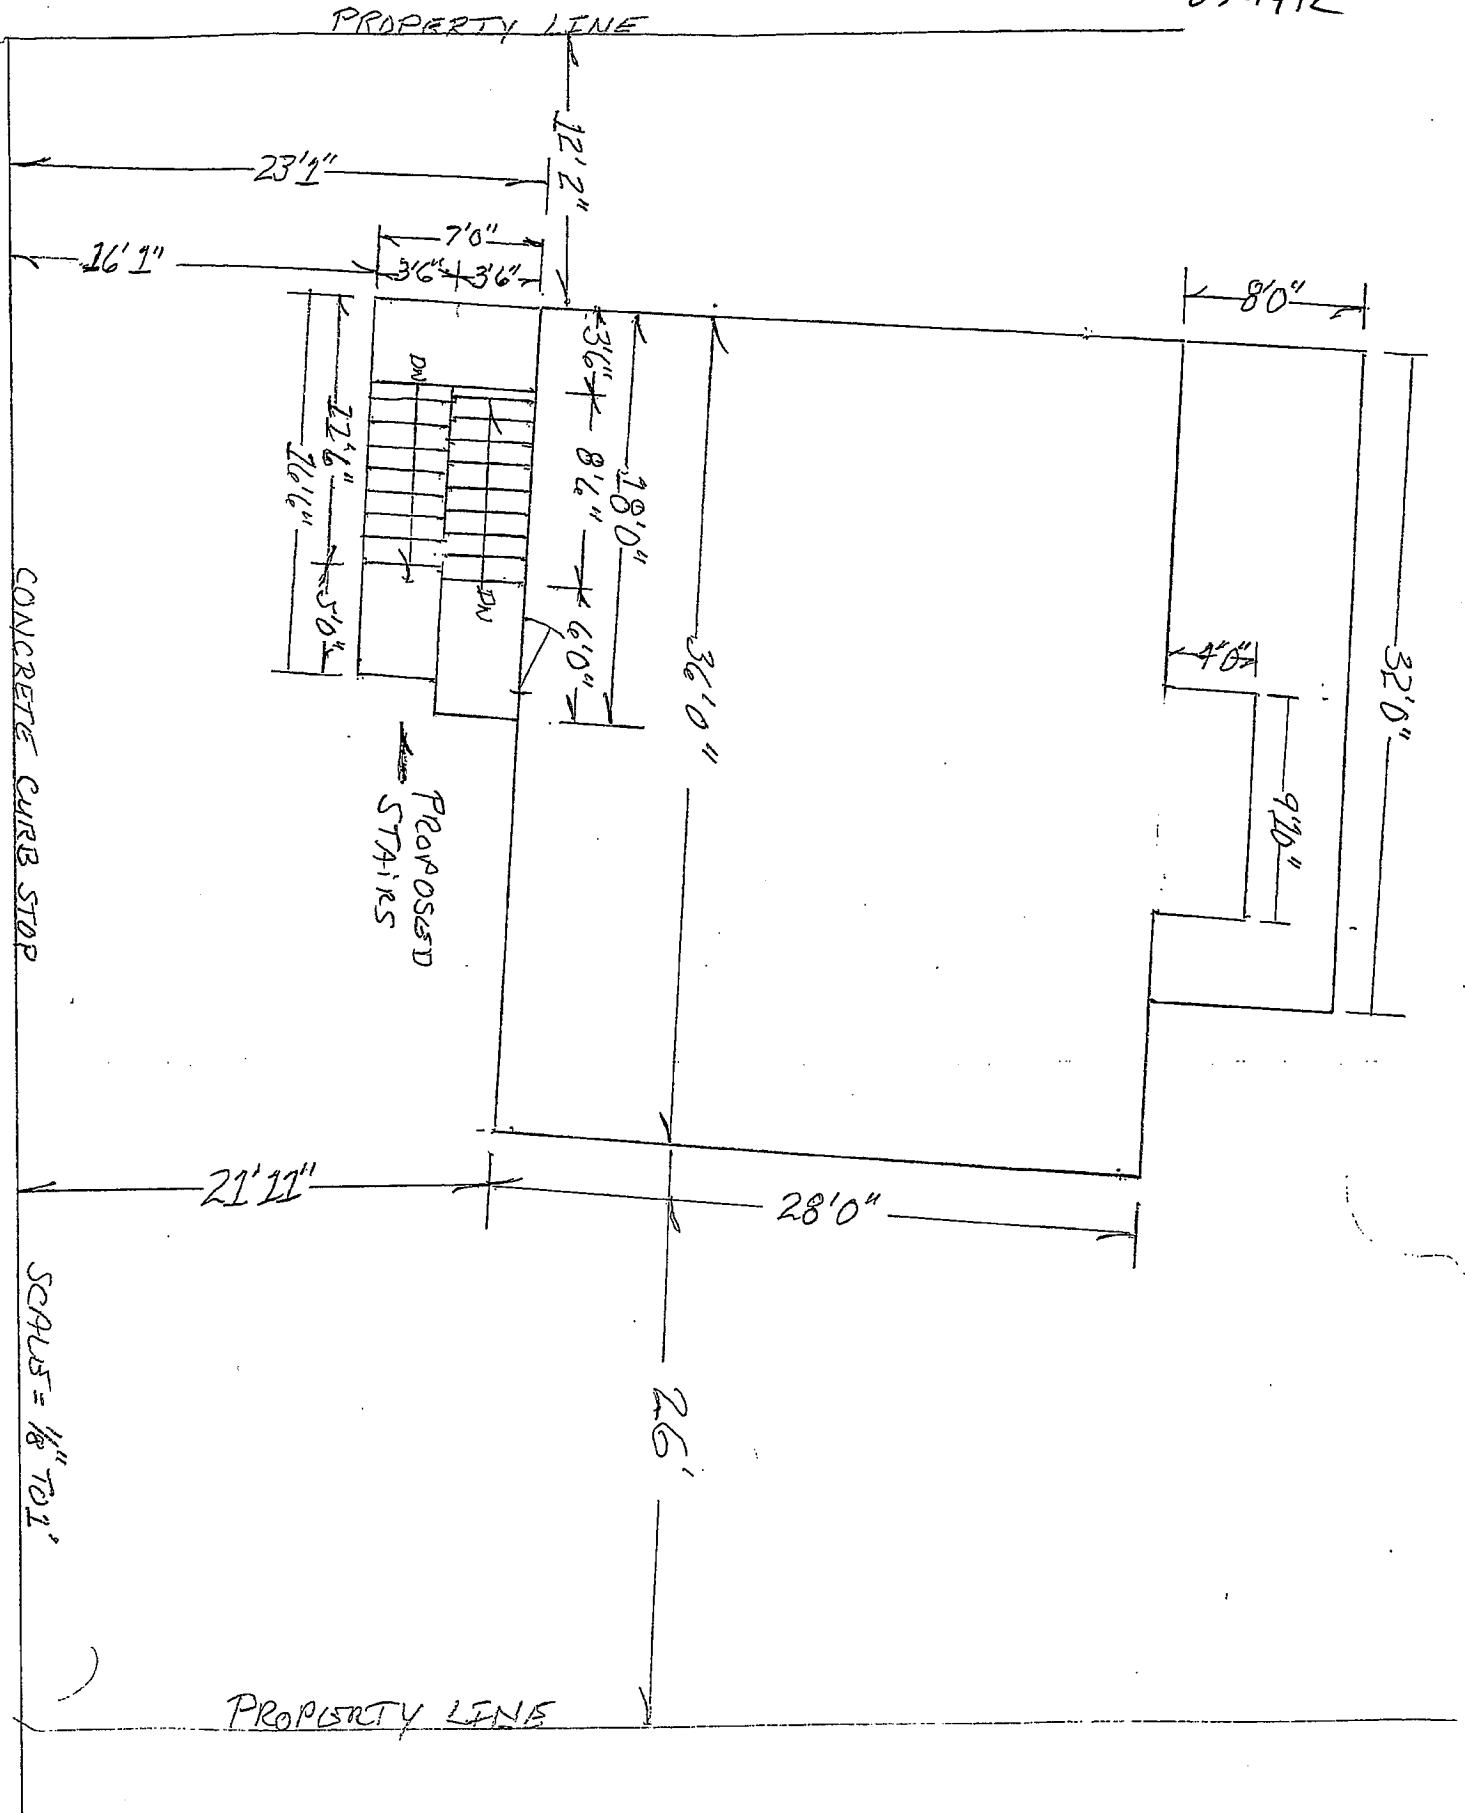 PROPERTY LINE
12'2"
23'1"
7'0"
16'1"
3'6"
3'6"
8'0"
3'6"
DN
11'6"
16'6"
8'6"
18'0"
5'0"
DN
6'0"
36'0"
4'0"
32'0"
9'10"
PROPOSED
STAIRS
CONCRETE CURB STOP
21'11"
28'0"
SCALE = 1/8" TO 1'
26'
PROPERTY LINE